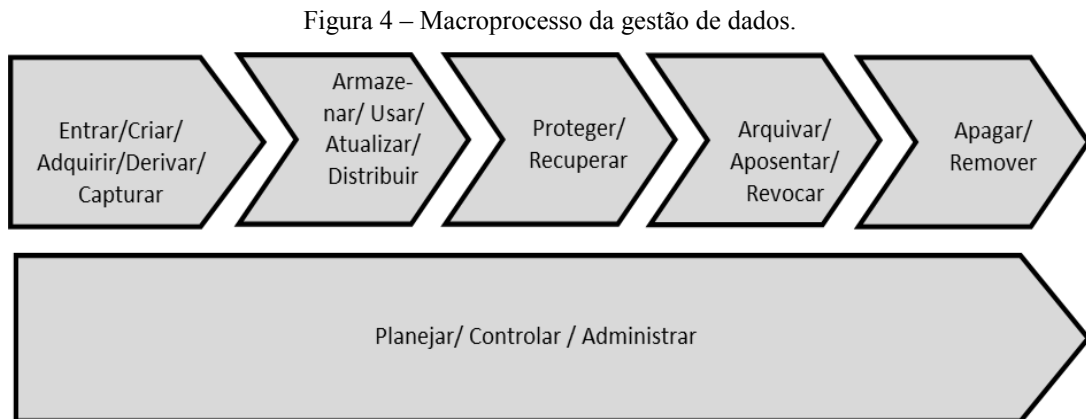 Figura 4 – Macroprocesso da gestão de dados.
Entrar/Criar/
Adquirir/Derivar/
Capturar
Armaze-
nar/ Usar/
Atualizar/
Distribuir
Proteger/
Recuperar
Arquivar/
Aposentar/
Revocar
Apagar/
Remover
Planejar/ Controlar / Administrar